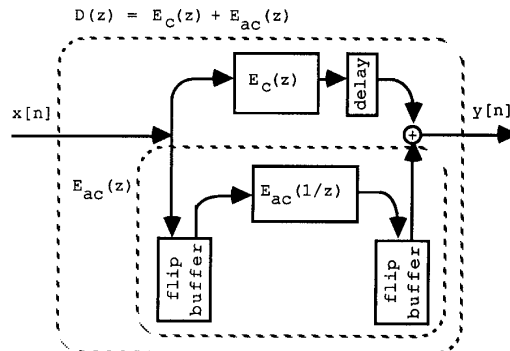 D(z) = E_c(z) + E_ac(z)
x[n]
E_c(z)
delay
+
y[n]
E_ac(z)
E_ac(1/z)
flip
buffer
flip
buffer